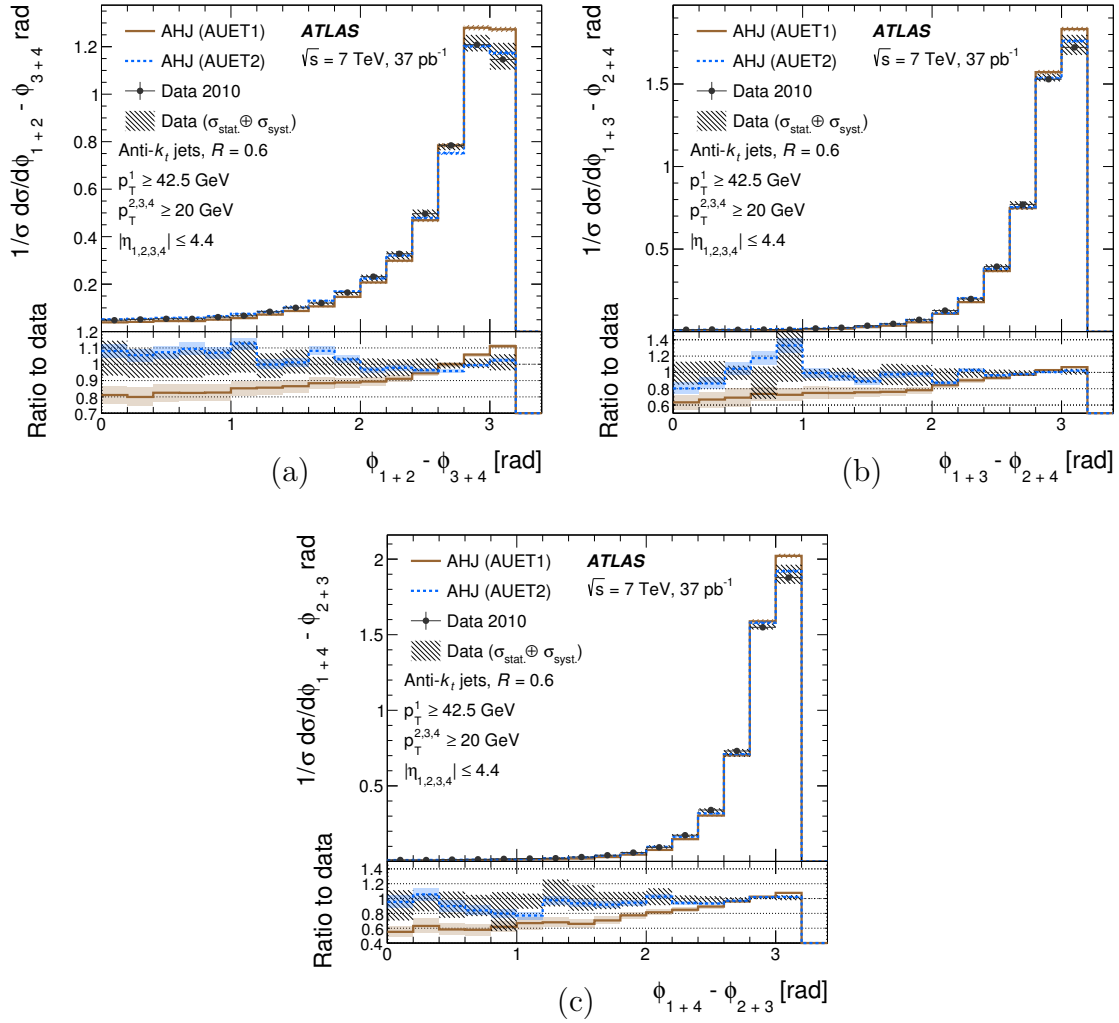 1/σ dσ/dϕ1+2 - ϕ3+4 rad
AHJ (AUET1)
AHJ (AUET2)
Data 2010
Data (σstat.⊕ σsyst.)
Anti-kt jets, R = 0.6
pT1 ≥ 42.5 GeV
pT2,3,4 ≥ 20 GeV
|η1,2,3,4| ≤ 4.4
ATLAS
√s = 7 TeV, 37 pb-1
1.2
1
0.8
0.6
0.4
0.2
Ratio to data
1.2
1.1
1
0.9
0.8
0.7
0 1 2 3
ϕ1+2 - ϕ3+4 [rad]
(a)
1/σ dσ/dϕ1+3 - ϕ2+4 rad
AHJ (AUET1)
AHJ (AUET2)
Data 2010
Data (σstat.⊕ σsyst.)
Anti-kt jets, R = 0.6
pT1 ≥ 42.5 GeV
pT2,3,4 ≥ 20 GeV
|η1,2,3,4| ≤ 4.4
ATLAS
√s = 7 TeV, 37 pb-1
1.5
1
0.5
Ratio to data
1.4
1.2
1
0.8
0.6
0 1 2 3
ϕ1+3 - ϕ2+4 [rad]
(b)
1/σ dσ/dϕ1+4 - ϕ2+3 rad
AHJ (AUET1)
AHJ (AUET2)
Data 2010
Data (σstat.⊕ σsyst.)
Anti-kt jets, R = 0.6
pT1 ≥ 42.5 GeV
pT2,3,4 ≥ 20 GeV
|η1,2,3,4| ≤ 4.4
ATLAS
√s = 7 TeV, 37 pb-1
2
1.5
1
0.5
Ratio to data
1.4
1.2
1
0.8
0.6
0.4
0 1 2 3
ϕ1+4 - ϕ2+3 [rad]
(c)